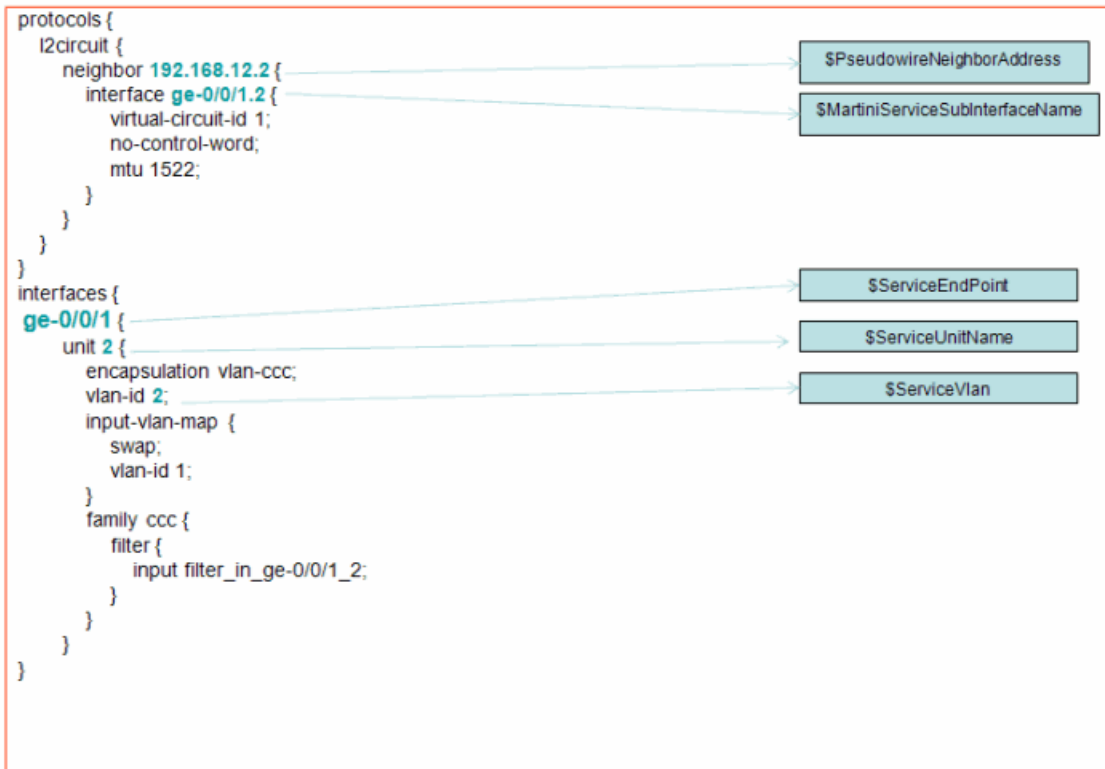 protocols {
l2circuit {
neighbor 192.168.12.2 {
$PseudowireNeighborAddress
interface ge-0/0/1.2 {
$MartiniServiceSubInterfaceName
virtual-circuit-id 1;
no-control-word;
mtu 1522;
}
}
}
}
interfaces {
$ServiceEndPoint
ge-0/0/1 {
unit 2 {
$ServiceUnitName
encapsulation vlan-ccc;
vlan-id 2;
$ServiceVlan
input-vlan-map {
swap;
vlan-id 1;
}
family ccc {
filter {
input filter_in_ge-0/0/1_2;
}
}
}
}